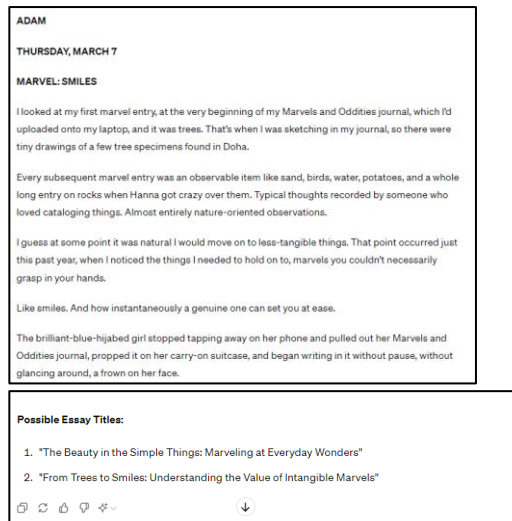 ADAM
THURSDAY, MARCH 7
MARVEL: SMILES
I looked at my first marvel entry, at the very beginning of my Marvels and Oddities journal, which I'd
uploaded onto my laptop, and it was trees. That's when I was sketching in my journal, so there were
tiny drawings of a few tree specimens found in Doha.
Every subsequent marvel entry was an observable item like sand, birds, water, potatoes, and a whole
long entry on rocks when Hanna got crazy over them. Typical thoughts recorded by someone who
loved cataloging things. Almost entirely nature-oriented observations.
I guess at some point it was natural I would move on to less-tangible things. That point occurred just
this past year, when I noticed the things I needed to hold on to, marvels you couldn't necessarily
grasp in your hands.
Like smiles. And how instantaneously a genuine one can set you at ease.
The brilliant-blue-hijabed girl stopped tapping away on her phone and pulled out her Marvels and
Oddities journal, propped it on her carry-on suitcase, and began writing in it without pause, without
glancing around, a frown on her face.
Possible Essay Titles:
1. "The Beauty in the Simple Things: Marveling at Everyday Wonders"
2. "From Trees to Smiles: Understanding the Value of Intangible Marvels"